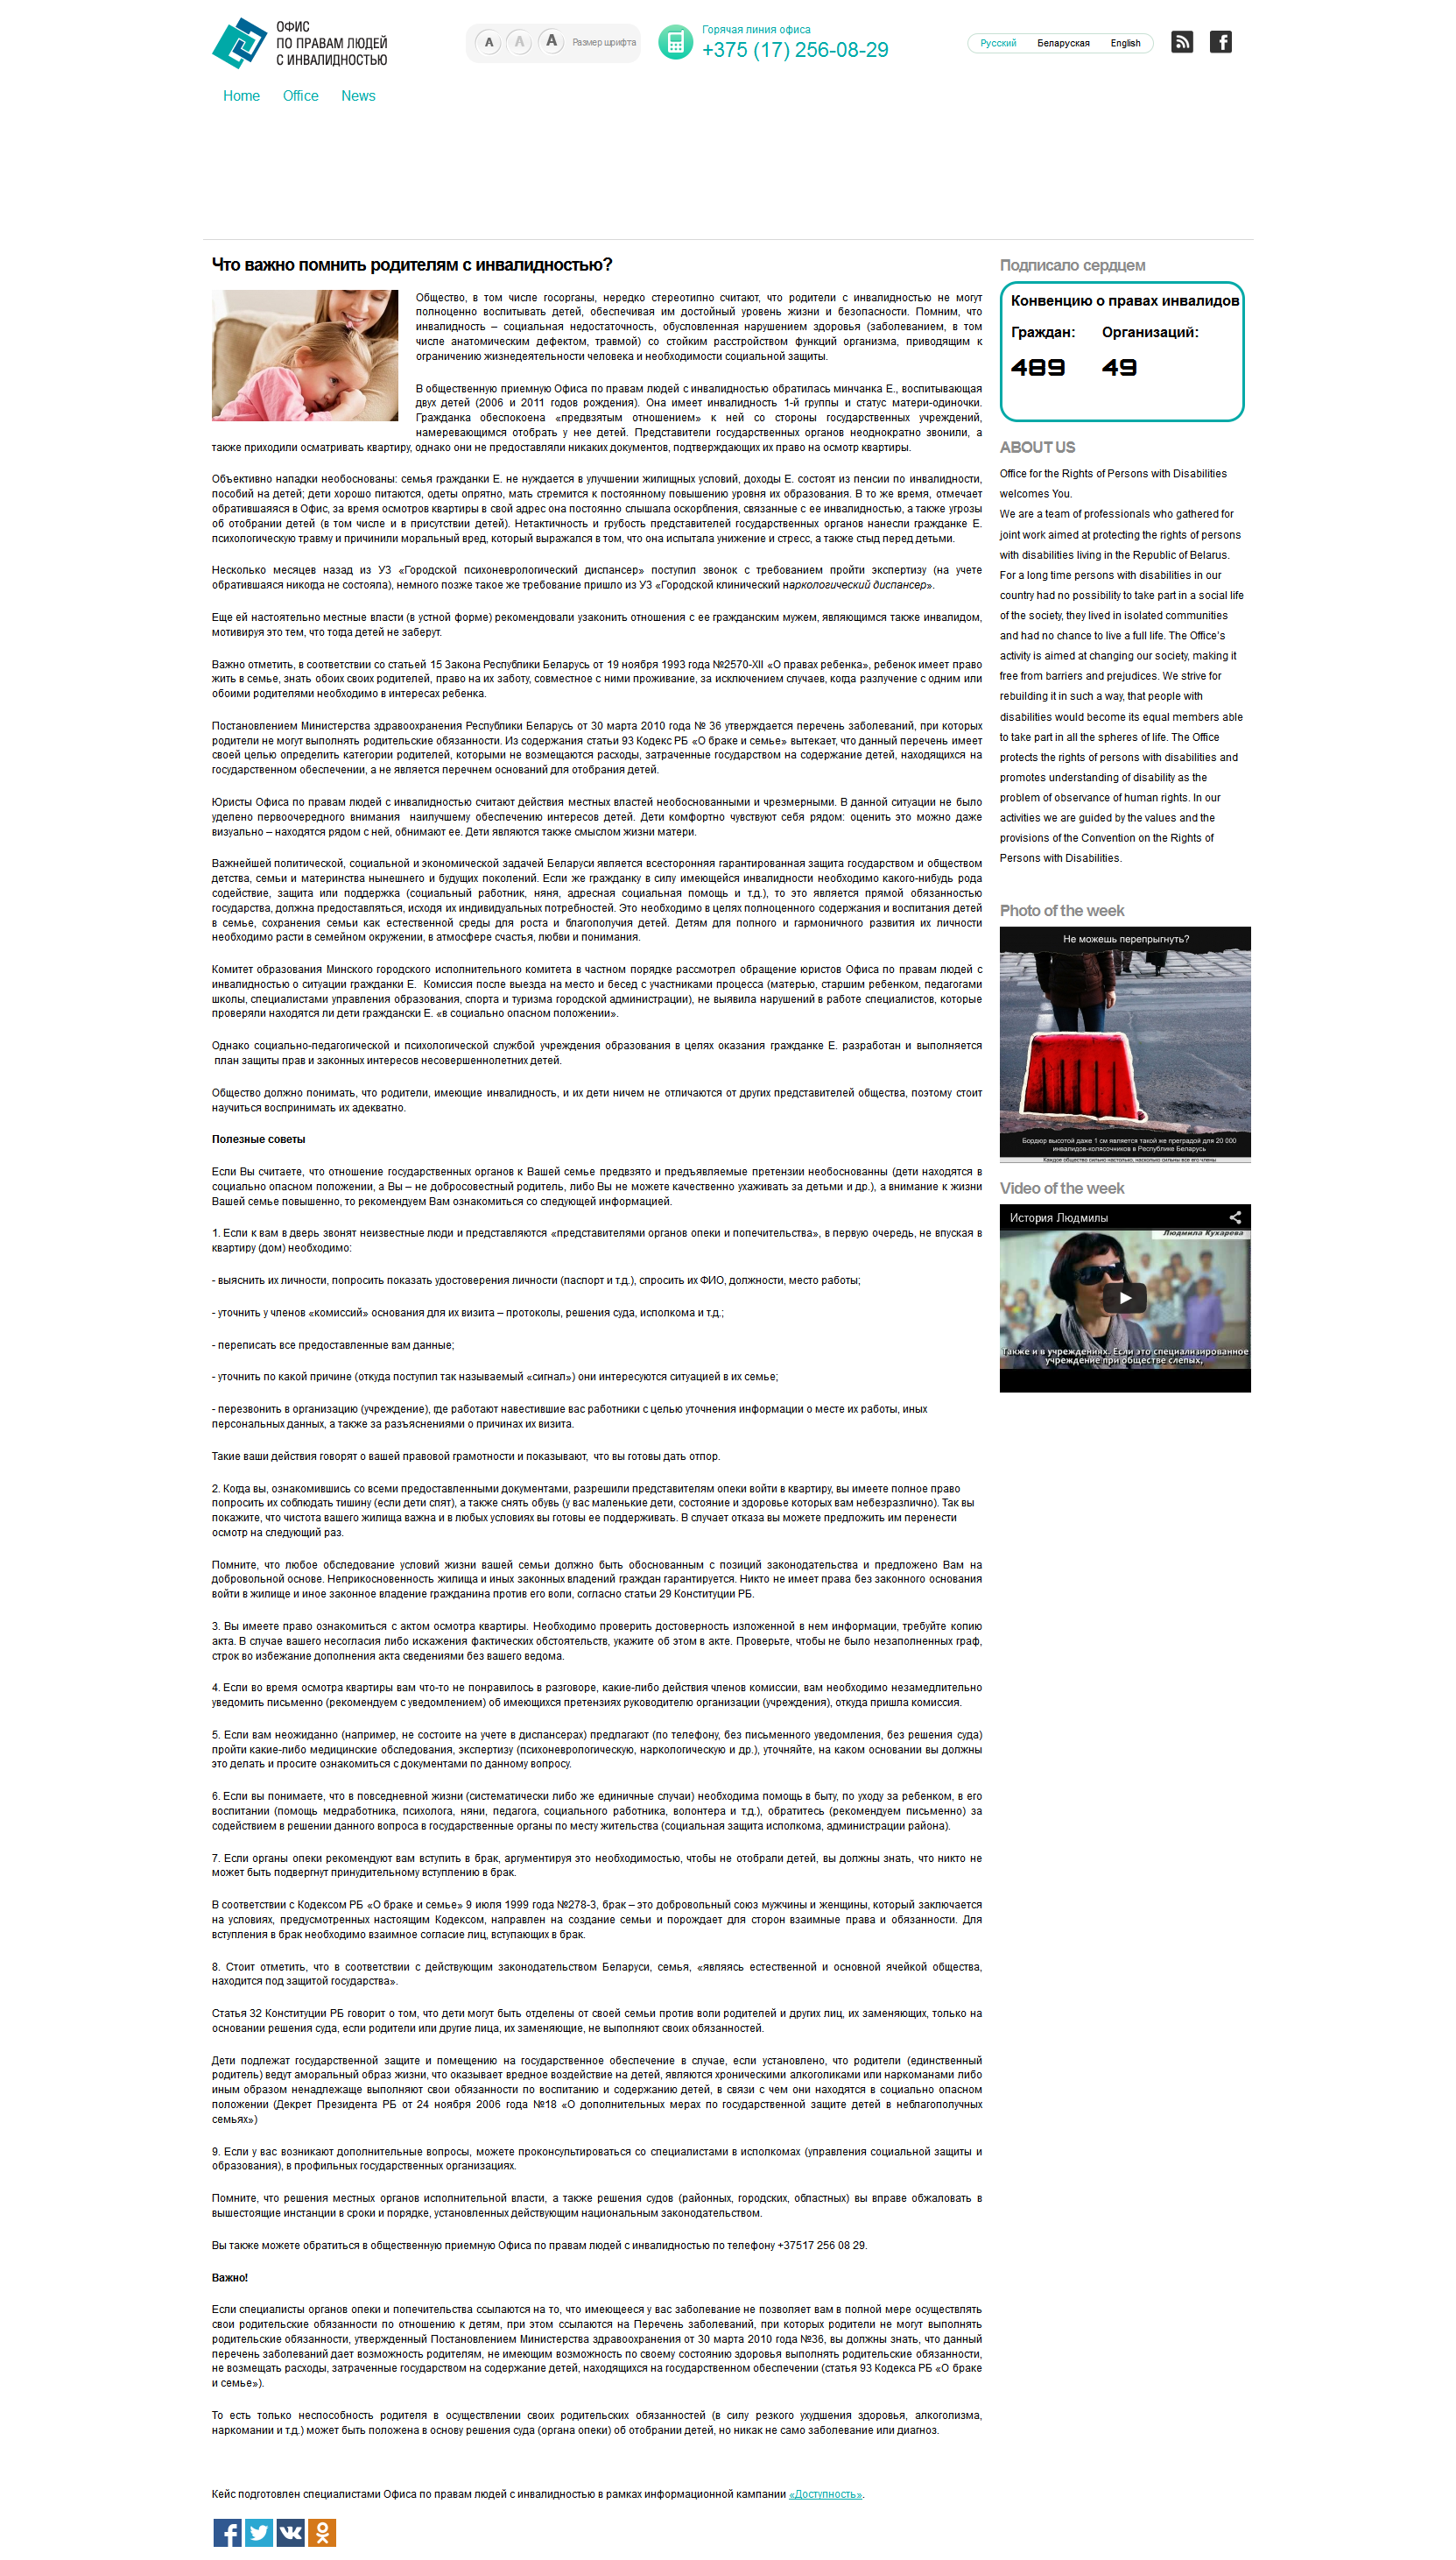 ОФИС
ПО ПРАВАМ ЛЮДЕЙ
С ИНВАЛИДНОСТЬЮ
A A A Размер шрифта
Горячая линия офиса
+375 (17) 256-08-29
Русский Беларуская English
Home Office News
Что важно помнить родителям с инвалидностью?
Общество, в том числе госорганы, нередко стереотипно считают, что родители с инвалидностью не могут
полноценно воспитывать детей, обеспечивая им достойный уровень жизни и безопасности. Помним, что
инвалидность – социальная недостаточность, обусловленная нарушением здоровья (заболеванием, в том
числе анатомическим дефектом, травмой) со стойким расстройством функций организма, приводящим к
ограничению жизнедеятельности человека и необходимости социальной защиты.
В общественную приемную Офиса по правам людей с инвалидностью обратилась минчанка Е., воспитывающая
двух детей (2006 и 2011 годов рождения). Она имеет инвалидность 1-й группы и статус матери-одиночки.
Гражданка обеспокоена «предвзятым отношением» к ней со стороны государственных учреждений,
намеревающимся отобрать у нее детей. Представители государственных органов неоднократно звонили, а
также приходили осматривать квартиру, однако они не предоставляли никаких документов, подтверждающих их право на осмотр квартиры.
Объективно нападки необоснованы: семья гражданки Е. не нуждается в улучшении жилищных условий, доходы Е. состоят из пенсии по инвалидности,
пособий на детей; дети хорошо питаются, одеты опрятно, мать стремится к постоянному повышению уровня их образования. В то же время, отмечает
обратившаяся в Офис, за время осмотров квартиры в свой адрес она постоянно слышала оскорбления, связанные с ее инвалидностью, а также угрозы
об отобрании детей (в том числе и в присутствии детей). Нетактичность и грубость представителей государственных органов нанесли гражданке Е.
психологическую травму и причинили моральный вред, который выражался в том, что она испытала унижение и стресс, а также стыд перед детьми.
Несколько месяцев назад из УЗ «Городской психоневрологический диспансер» поступил звонок с требованием пройти экспертизу (на учете
обратившаяся никогда не состояла), немного позже такое же требование пришло из УЗ «Городской клинический наркологический диспансер».
Еще ей настоятельно местные власти (в устной форме) рекомендовали узаконить отношения с ее гражданским мужем, являющимся также инвалидом,
мотивируя это тем, что тогда детей не заберут.
Важно отметить, в соответствии со статьей 15 Закона Республики Беларусь от 19 ноября 1993 года №2570-XII «О правах ребенка», ребенок имеет право
жить в семье, знать обоих своих родителей, право на их заботу, совместное с ними проживание, за исключением случаев, когда разлучение с одним или
обоими родителями необходимо в интересах ребенка.
Постановлением Министерства здравоохранения Республики Беларусь от 30 марта 2010 года № 36 утверждается перечень заболеваний, при которых
родители не могут выполнять родительские обязанности. Из содержания статьи 93 Кодекс РБ «О браке и семье» вытекает, что данный перечень имеет
своей целью определить категории родителей, которыми не возмещаются расходы, затраченные государством на содержание детей, находящихся на
государственном обеспечении, а не является перечнем оснований для отобрания детей.
Юристы Офиса по правам людей с инвалидностью считают действия местных властей необоснованными и чрезмерными. В данной ситуации не было
уделено первоочередного внимания наилучшему обеспечению интересов детей. Дети комфортно чувствуют себя рядом: оценить это можно даже
визуально – находятся рядом с ней, обнимают ее. Дети являются также смыслом жизни матери.
Важнейшей политической, социальной и экономической задачей Беларуси является всесторонняя гарантированная защита государством и обществом
детства, семьи и материнства нынешнего и будущих поколений. Если же гражданку в силу имеющейся инвалидности необходимо какого-нибудь рода
содействие, защита или поддержка (социальный работник, няня, адресная социальная помощь и т.д.), то это является прямой обязанностью
государства, должна предоставляться, исходя их индивидуальных потребностей. Это необходимо в целях полноценного содержания и воспитания детей
в семье, сохранения семьи как естественной среды для роста и благополучия детей. Детям для полного и гармоничного развития их личности
необходимо расти в семейном окружении, в атмосфере счастья, любви и понимания.
Комитет образования Минского городского исполнительного комитета в частном порядке рассмотрел обращение юристов Офиса по правам людей с
инвалидностью о ситуации гражданки Е. Комиссия после выезда на место и бесед с участниками процесса (матерью, старшим ребенком, педагогами
школы, специалистами управления образования, спорта и туризма городской администрации), не выявила нарушений в работе специалистов, которые
проверяли находятся ли дети граждански Е. «в социально опасном положении».
Однако социально-педагогической и психологической службой учреждения образования в целях оказания гражданке Е. разработан и выполняется
план защиты прав и законных интересов несовершеннолетних детей.
Общество должно понимать, что родители, имеющие инвалидность, и их дети ничем не отличаются от других представителей общества, поэтому стоит
научиться воспринимать их адекватно.
Полезные советы
Если Вы считаете, что отношение государственных органов к Вашей семье предвзято и предъявляемые претензии необоснованны (дети находятся в
социально опасном положении, а Вы – не добросовестный родитель, либо Вы не можете качественно ухаживать за детьми и др.), а внимание к жизни
Вашей семье повышенно, то рекомендуем Вам ознакомиться со следующей информацией.
1. Если к вам в дверь звонят неизвестные люди и представляются «представителями органов опеки и попечительства», в первую очередь, не впуская в
квартиру (дом) необходимо:
- выяснить их личности, попросить показать удостоверения личности (паспорт и т.д.), спросить их ФИО, должности, место работы;
- уточнить у членов «комиссий» основания для их визита – протоколы, решения суда, исполкома и т.д.;
- переписать все предоставленные вам данные;
- уточнить по какой причине (откуда поступил так называемый «сигнал») они интересуются ситуацией в их семье;
- перезвонить в организацию (учреждение), где работают навестившие вас работники с целью уточнения информации о месте их работы, иных
персональных данных, а также за разъяснениями о причинах их визита.
Такие ваши действия говорят о вашей правовой грамотности и показывают, что вы готовы дать отпор.
2. Когда вы, ознакомившись со всеми предоставленными документами, разрешили представителям опеки войти в квартиру, вы имеете полное право
попросить их соблюдать тишину (если дети спят), а также снять обувь (у вас маленькие дети, состояние и здоровье которых вам небезразлично). Так вы
покажите, что чистота вашего жилища важна и в любых условиях вы готовы ее поддерживать. В случает отказа вы можете предложить им перенести
осмотр на следующий раз.
Помните, что любое обследование условий жизни вашей семьи должно быть обоснованным с позиций законодательства и предложено Вам на
добровольной основе. Неприкосновенность жилища и иных законных владений граждан гарантируется. Никто не имеет права без законного основания
войти в жилище и иное законное владение гражданина против его воли, согласно статьи 29 Конституции РБ.
3. Вы имеете право ознакомиться с актом осмотра квартиры. Необходимо проверить достоверность изложенной в нем информации, требуйте копию
акта. В случае вашего несогласия либо искажения фактических обстоятельств, укажите об этом в акте. Проверьте, чтобы не было незаполненных граф,
строк во избежание дополнения акта сведениями без вашего ведома.
4. Если во время осмотра квартиры вам что-то не понравилось в разговоре, какие-либо действия членов комиссии, вам необходимо незамедлительно
уведомить письменно (рекомендуем с уведомлением) об имеющихся претензиях руководителю организации (учреждения), откуда пришла комиссия.
5. Если вам неожиданно (например, не состоите на учете в диспансерах) предлагают (по телефону, без письменного уведомления, без решения суда)
пройти какие-либо медицинские обследования, экспертизу (психоневрологическую, наркологическую и др.), уточняйте, на каком основании вы должны
это делать и просите ознакомиться с документами по данному вопросу.
6. Если вы понимаете, что в повседневной жизни (систематически либо же единичные случаи) необходима помощь в быту, по уходу за ребенком, в его
воспитании (помощь медработника, психолога, няни, педагога, социального работника, волонтера и т.д.), обратитесь (рекомендуем письменно) за
содействием в решении данного вопроса в государственные органы по месту жительства (социальная защита исполкома, администрации района).
7. Если органы опеки рекомендуют вам вступить в брак, аргументируя это необходимостью, чтобы не отобрали детей, вы должны знать, что никто не
может быть подвергнут принудительному вступлению в брак.
В соответствии с Кодексом РБ «О браке и семье» 9 июля 1999 года №278-З, брак – это добровольный союз мужчины и женщины, который заключается
на условиях, предусмотренных настоящим Кодексом, направлен на создание семьи и порождает для сторон взаимные права и обязанности. Для
вступления в брак необходимо взаимное согласие лиц, вступающих в брак.
8. Стоит отметить, что в соответствии с действующим законодательством Беларуси, семья, «являясь естественной и основной ячейкой общества,
находится под защитой государства».
Статья 32 Конституции РБ говорит о том, что дети могут быть отделены от своей семьи против воли родителей и других лиц, их заменяющих, только на
основании решения суда, если родители или другие лица, их заменяющие, не выполняют своих обязанностей.
Дети подлежат государственной защите и помещению на государственное обеспечение в случае, если установлено, что родители (единственный
родитель) ведут аморальный образ жизни, что оказывает вредное воздействие на детей, являются хроническими алкоголиками или наркоманами либо
иным образом ненадлежаще выполняют свои обязанности по воспитанию и содержанию детей, в связи с чем они находятся в социально опасном
положении (Декрет Президента РБ от 24 ноября 2006 года №18 «О дополнительных мерах по государственной защите детей в неблагополучных
семьях»)
9. Если у вас возникают дополнительные вопросы, можете проконсультироваться со специалистами в исполкомах (управления социальной защиты и
образования), в профильных государственных организациях.
Помните, что решения местных органов исполнительной власти, а также решения судов (районных, городских, областных) вы вправе обжаловать в
вышестоящие инстанции в сроки и порядке, установленных действующим национальным законодательством.
Вы также можете обратиться в общественную приемную Офиса по правам людей с инвалидностью по телефону +37517 256 08 29.
Важно!
Если специалисты органов опеки и попечительства ссылаются на то, что имеющееся у вас заболевание не позволяет вам в полной мере осуществлять
свои родительские обязанности по отношению к детям, при этом ссылаются на Перечень заболеваний, при которых родители не могут выполнять
родительские обязанности, утвержденный Постановлением Министерства здравоохранения от 30 марта 2010 года №36, вы должны знать, что данный
перечень заболеваний дает возможность родителям, не имеющим возможность по своему состоянию здоровья выполнять родительские обязанности,
не возмещать расходы, затраченные государством на содержание детей, находящихся на государственном обеспечении (статья 93 Кодекса РБ «О браке
и семье»).
То есть только неспособность родителя в осуществлении своих родительских обязанностей (в силу резкого ухудшения здоровья, алкоголизма,
наркомании и т.д.) может быть положена в основу решения суда (органа опеки) об отобрании детей, но никак не само заболевание или диагноз.
Кейс подготовлен специалистами Офиса по правам людей с инвалидностью в рамках информационной кампании «Доступность».
Подписало сердцем
Конвенцию о правах инвалидов
Граждан: Организаций:
489 49
ABOUT US
Office for the Rights of Persons with Disabilities
welcomes You.
We are a team of professionals who gathered for
joint work aimed at protecting the rights of persons
with disabilities living in the Republic of Belarus.
For a long time persons with disabilities in our
country had no possibility to take part in a social life
of the society, they lived in isolated communities
and had no chance to live a full life. The Office's
activity is aimed at changing our society, making it
free from barriers and prejudices. We strive for
rebuilding it in such a way, that people with
disabilities would become its equal members able
to take part in all the spheres of life. The Office
protects the rights of persons with disabilities and
promotes understanding of disability as the
problem of observance of human rights. In our
activities we are guided by the values and the
provisions of the Convention on the Rights of
Persons with Disabilities.
Photo of the week
Не можешь перепрыгнуть?
Бордюр высотой даже 1 см является такой же преградой для 20 000
инвалидов-колясочников в Республике Беларусь
Каждое общество сильно настолько, насколько сильны все его члены
Video of the week
История Людмилы
Людмила Кухарева
Также и в учреждениях. Если это специализированное
учреждение при обществе слепых,